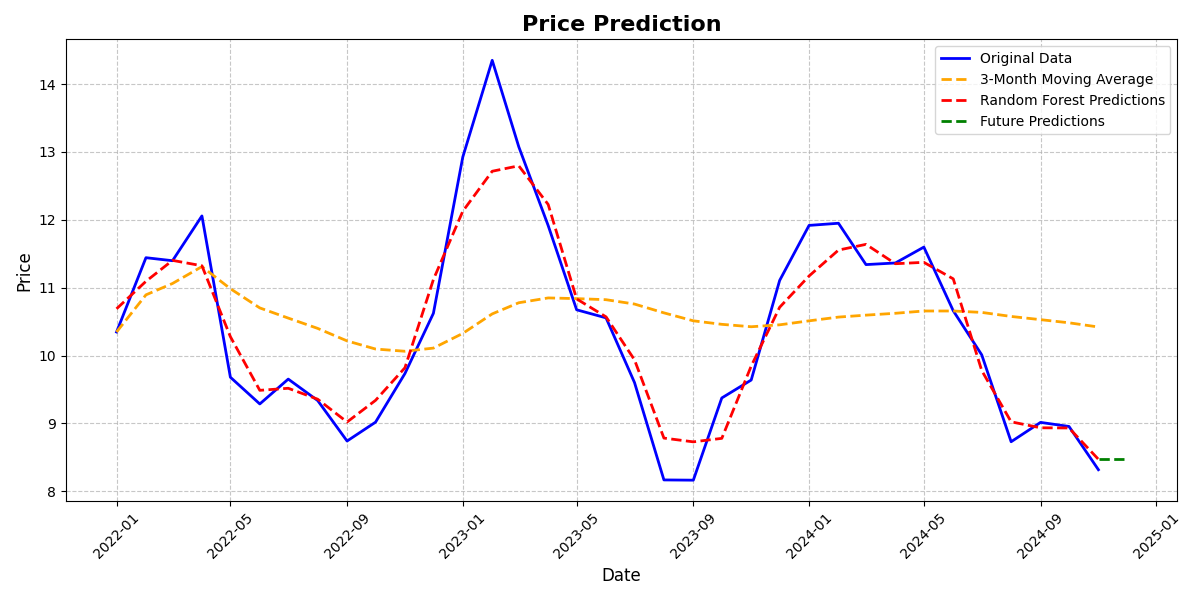 Price Prediction
Original Data
3-Month Moving Average
Random Forest Predictions
Future Predictions
Price
14
13
12
11
10
9
8
2022-01
2022-05
2022-09
2023-01
2023-05
2023-09
2024-01
2024-05
2024-09
2025-01
Date